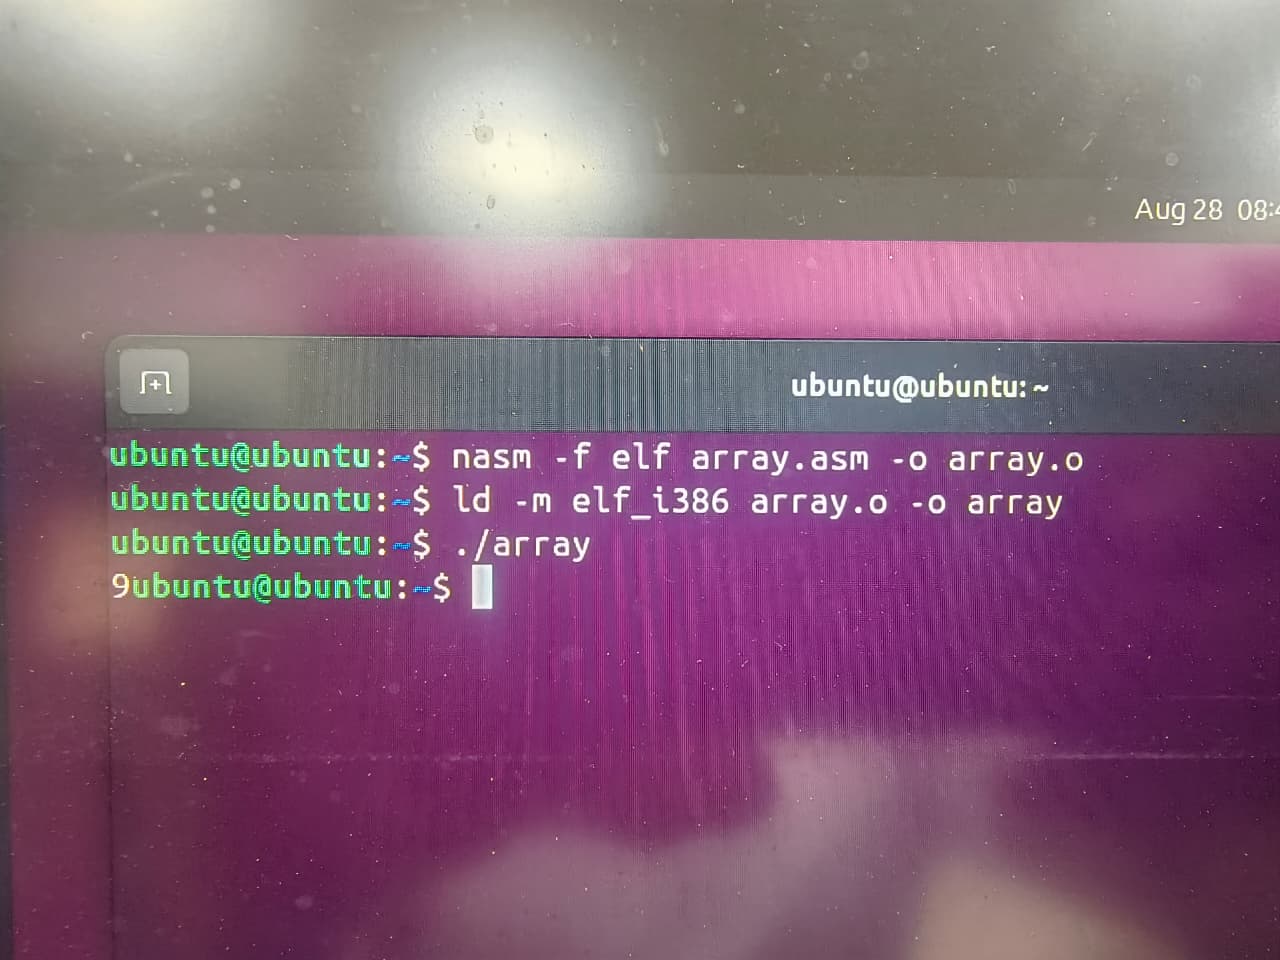 Aug 28 08:4
ubuntu@ubuntu: ~
ubuntu@ubuntu:~$ nasm -f elf array.asm -o array.o
ubuntu@ubuntu:~$ ld -m elf_i386 array.o -o array
ubuntu@ubuntu:~$ ./array
9ubuntu@ubuntu:~$